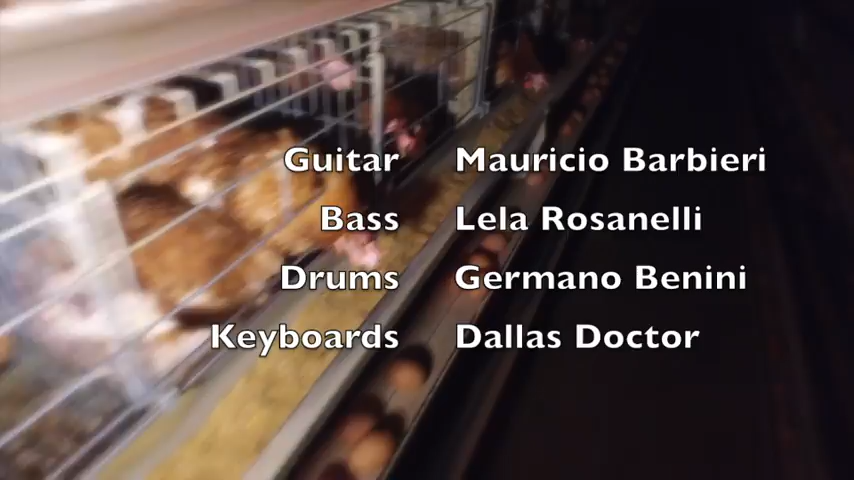 Guitar Mauricio Barbieri
Bass Lela Rosanelli
Drums Germano Benini
Keyboards Dallas Doctor